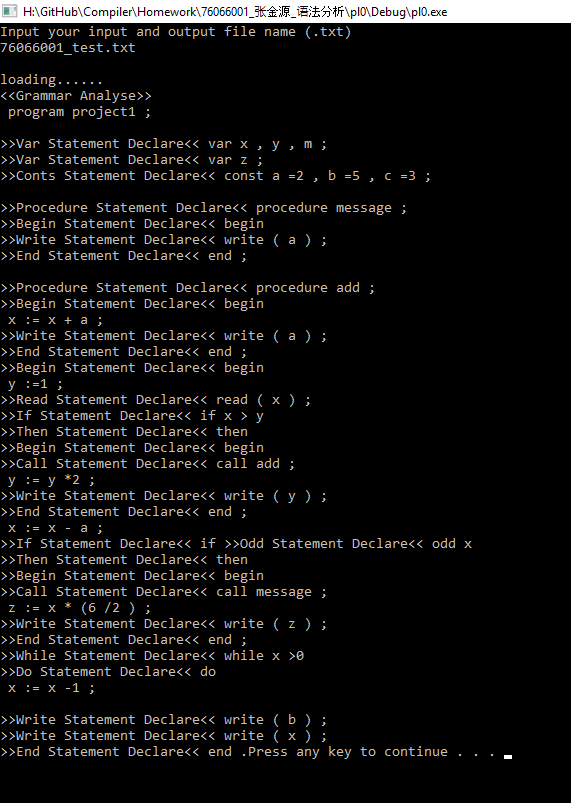 H:\GitHub\Compiler\Homework\76066001_张金源_语法分析\pl0\Debug\pl0.exe
Input your input and output file name (.txt)
76066001_test.txt
loading......
<<Grammar Analyse>>
program project1 ;
>>Var Statement Declare<< var x , y , m ;
>>Var Statement Declare<< var z ;
>>Conts Statement Declare<< const a =2 , b =5 , c =3 ;
>>Procedure Statement Declare<< procedure message ;
>>Begin Statement Declare<< begin
>>Write Statement Declare<< write ( a ) ;
>>End Statement Declare<< end ;
>>Procedure Statement Declare<< procedure add ;
>>Begin Statement Declare<< begin
x := x + a ;
>>Write Statement Declare<< write ( a ) ;
>>End Statement Declare<< end ;
>>Begin Statement Declare<< begin
y :=1 ;
>>Read Statement Declare<< read ( x ) ;
>>If Statement Declare<< if x > y
>>Then Statement Declare<< then
>>Begin Statement Declare<< begin
>>Call Statement Declare<< call add ;
y := y *2 ;
>>Write Statement Declare<< write ( y ) ;
>>End Statement Declare<< end ;
x := x - a ;
>>If Statement Declare<< if >>Odd Statement Declare<< odd x
>>Then Statement Declare<< then
>>Begin Statement Declare<< begin
>>Call Statement Declare<< call message ;
z := x * (6 /2 ) ;
>>Write Statement Declare<< write ( z ) ;
>>End Statement Declare<< end ;
>>While Statement Declare<< while x >0
>>Do Statement Declare<< do
x := x -1 ;
>>Write Statement Declare<< write ( b ) ;
>>Write Statement Declare<< write ( x ) ;
>>End Statement Declare<< end .Press any key to continue . . .